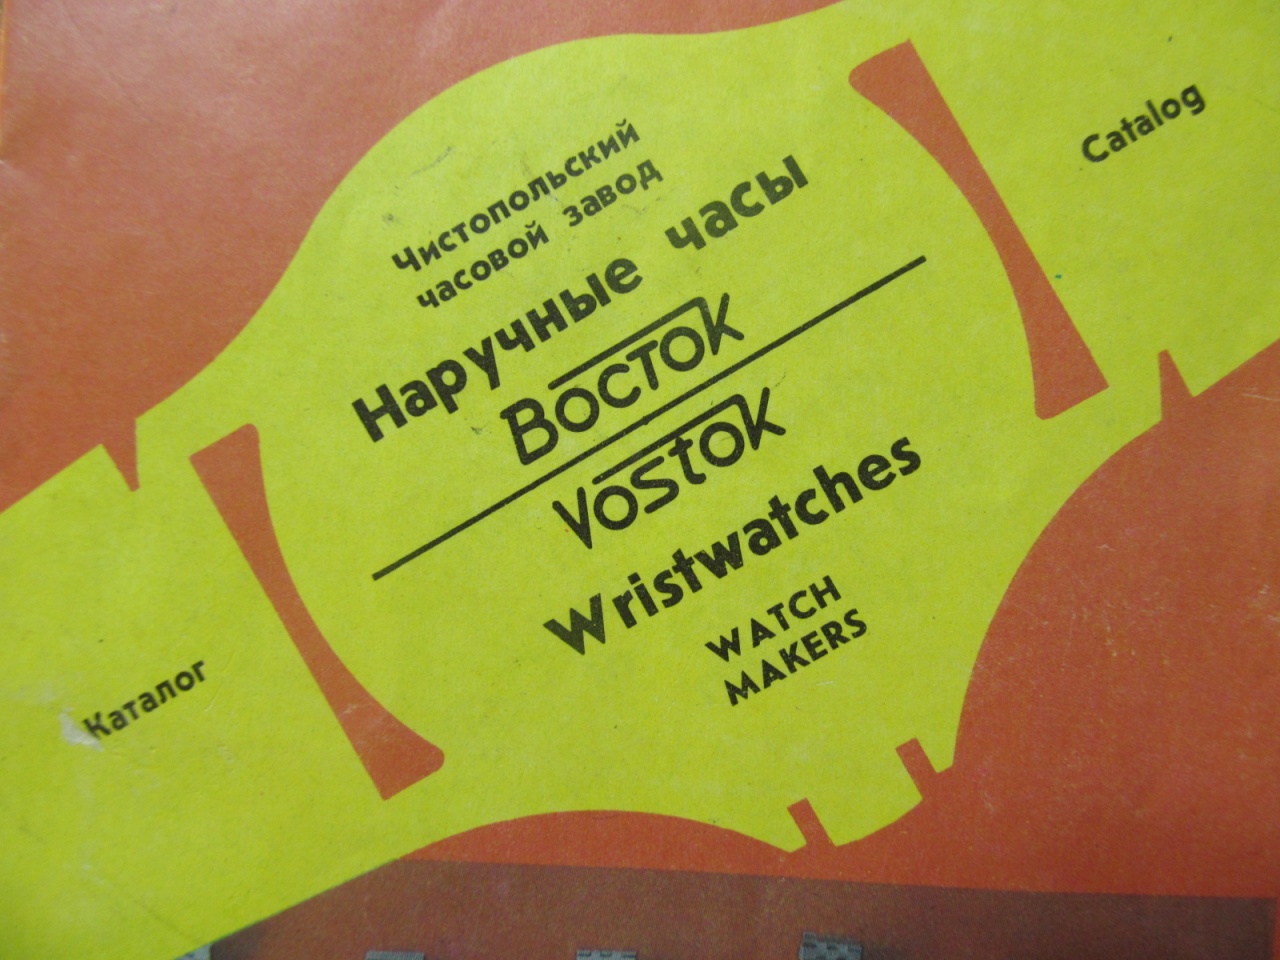 Чистопольский
часовой завод
Наручные часы
Восток
Vostok
Wristwatches
WATCH
MAKERS
Каталог
Catalog